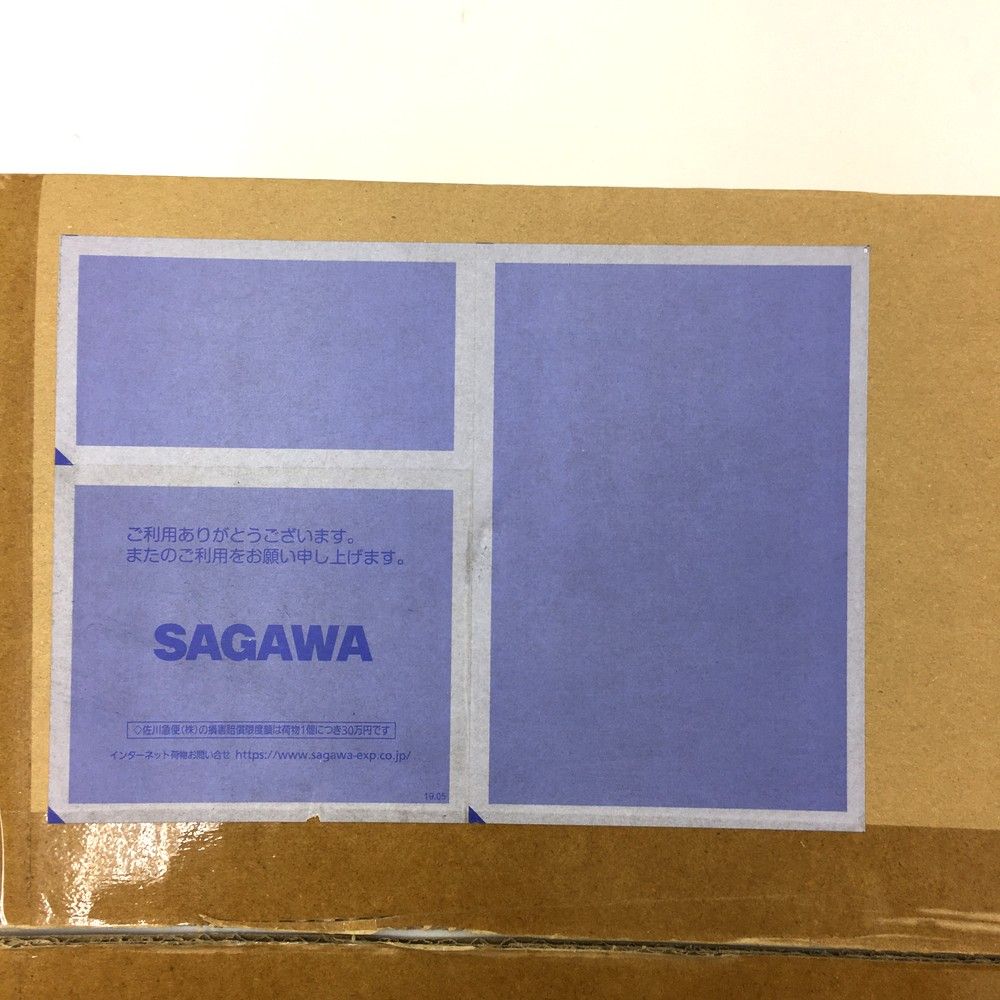 ご利用ありがとうございます。
またのご利用をお願い申し上げます。
SAGAWA
◇佐川急便(株)の損害賠償限度額は荷物1個につき30万円です
インターネット荷物お問い合せ https://www.sagawa-exp.co.jp/
19.05